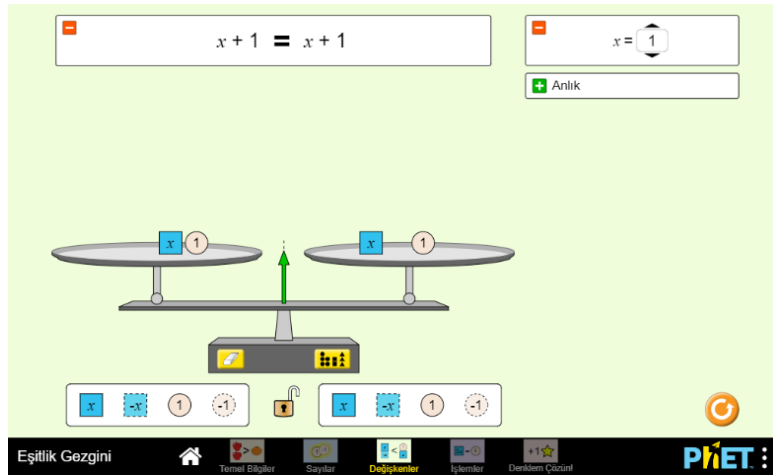 x + 1 = x + 1
x = 1
Anlık
x 1
x 1
x -x 1 -1
x -x 1 -1
Eşitlik Gezgini
Temel Bilgiler
Sayılar
Değişkenler
İşlemler
Denklem Çözün!
+1
PhET